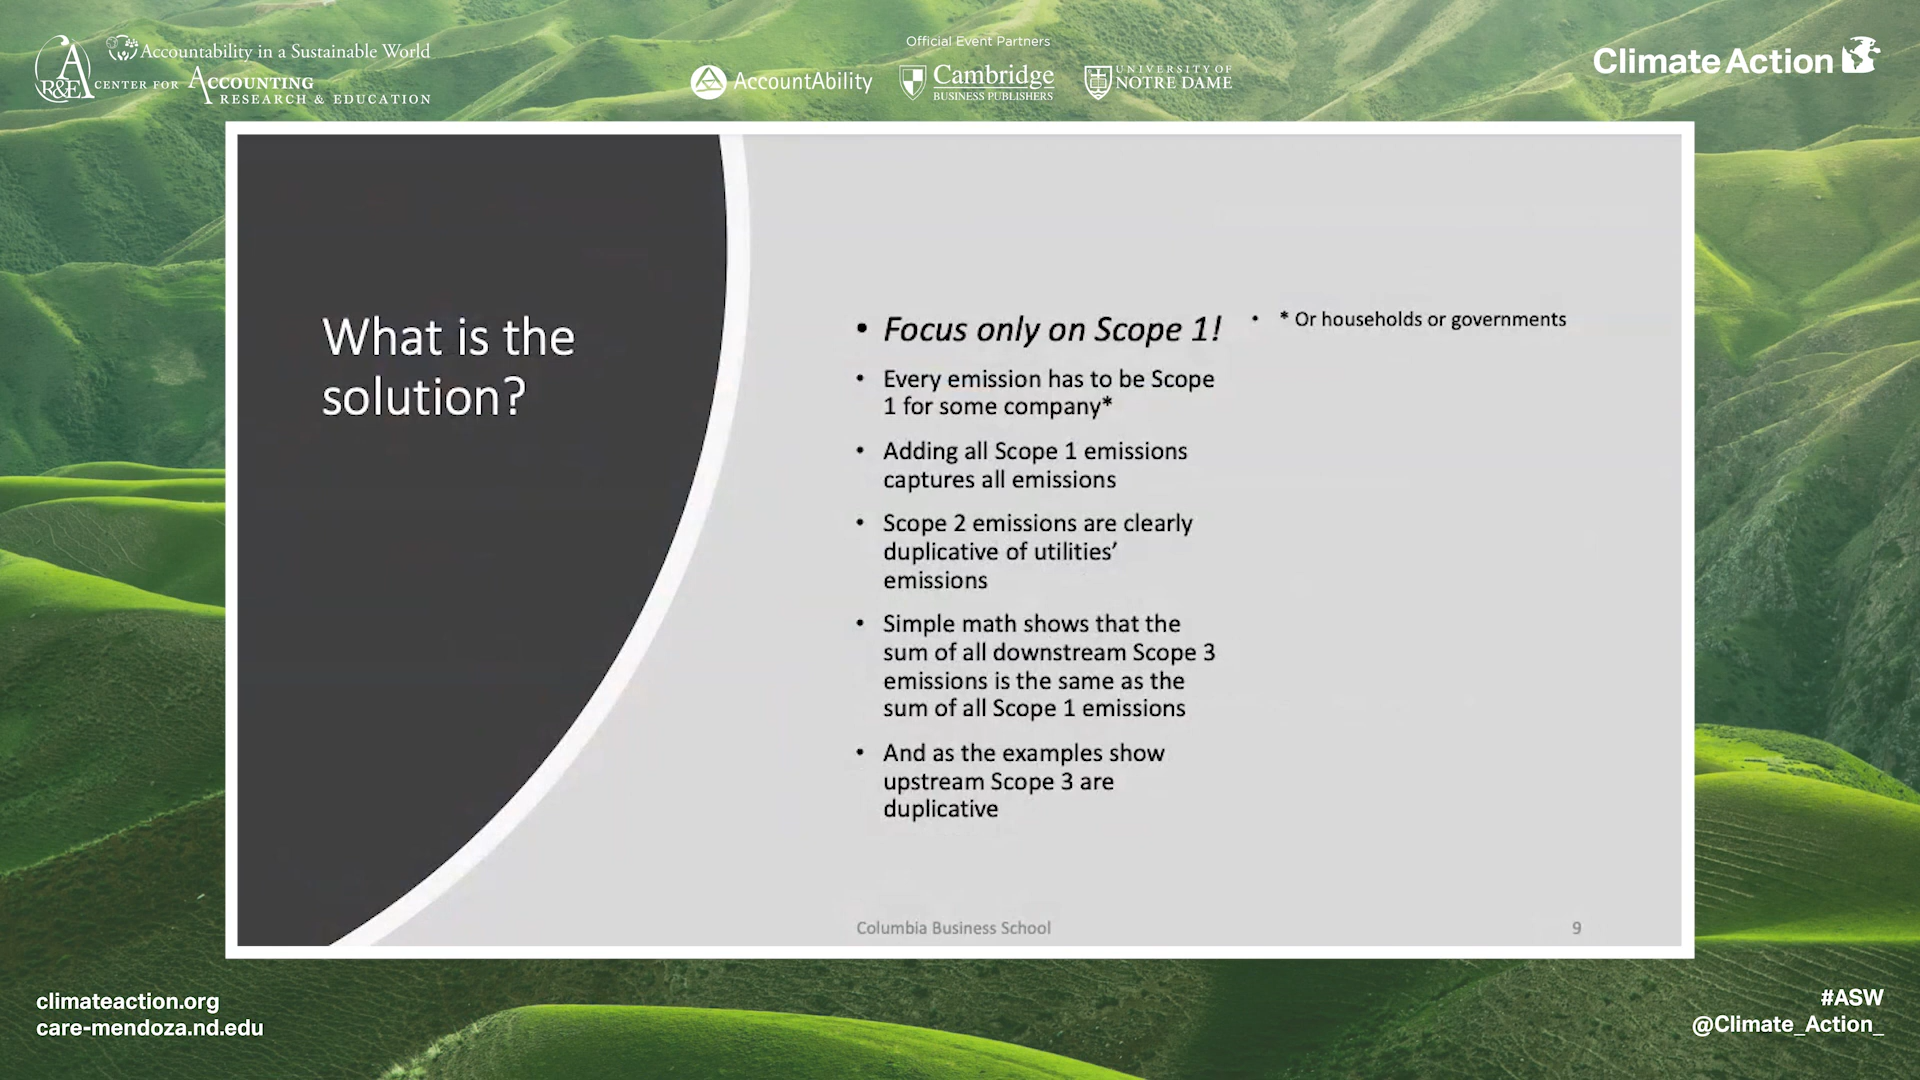 Accountability in a Sustainable World
R&E A CENTER FOR ACCOUNTING
RESEARCH & EDUCATION
Official Event Partners
AccountAbility
Cambridge
BUSINESS PUBLISHERS
UNIVERSITY OF
NOTRE DAME
Climate Action
What is the
solution?
• Focus only on Scope 1!
• Every emission has to be Scope
1 for some company*
• Adding all Scope 1 emissions
captures all emissions
• Scope 2 emissions are clearly
duplicative of utilities’
emissions
• Simple math shows that the
sum of all downstream Scope 3
emissions is the same as the
sum of all Scope 1 emissions
• And as the examples show
upstream Scope 3 are
duplicative
• * Or households or governments
Columbia Business School
9
climateaction.org
care-mendoza.nd.edu
#ASW
@Climate_Action_